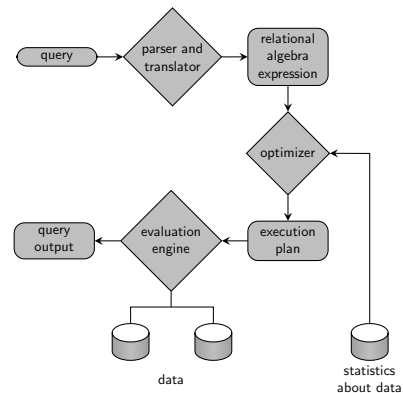 query
parser and
translator
relational
algebra
expression
optimizer
query
output
evaluation
engine
execution
plan
data
statistics
about data